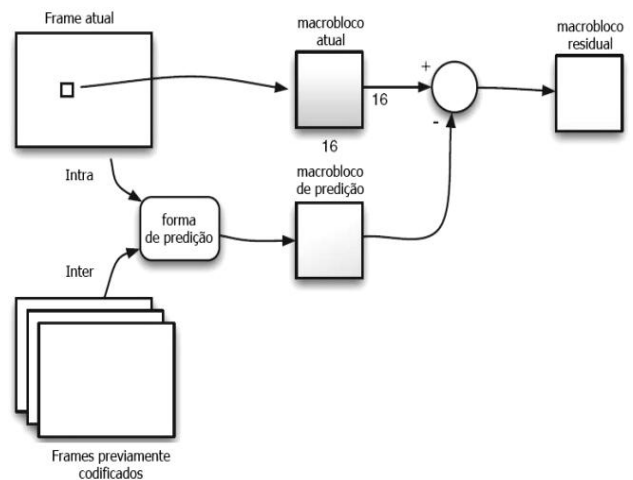 Frame atual
macrobloco
atual
macrobloco
residual
+
16
-
16
Intra
macrobloco
de predição
forma
de predição
Inter
Frames previamente
codificados